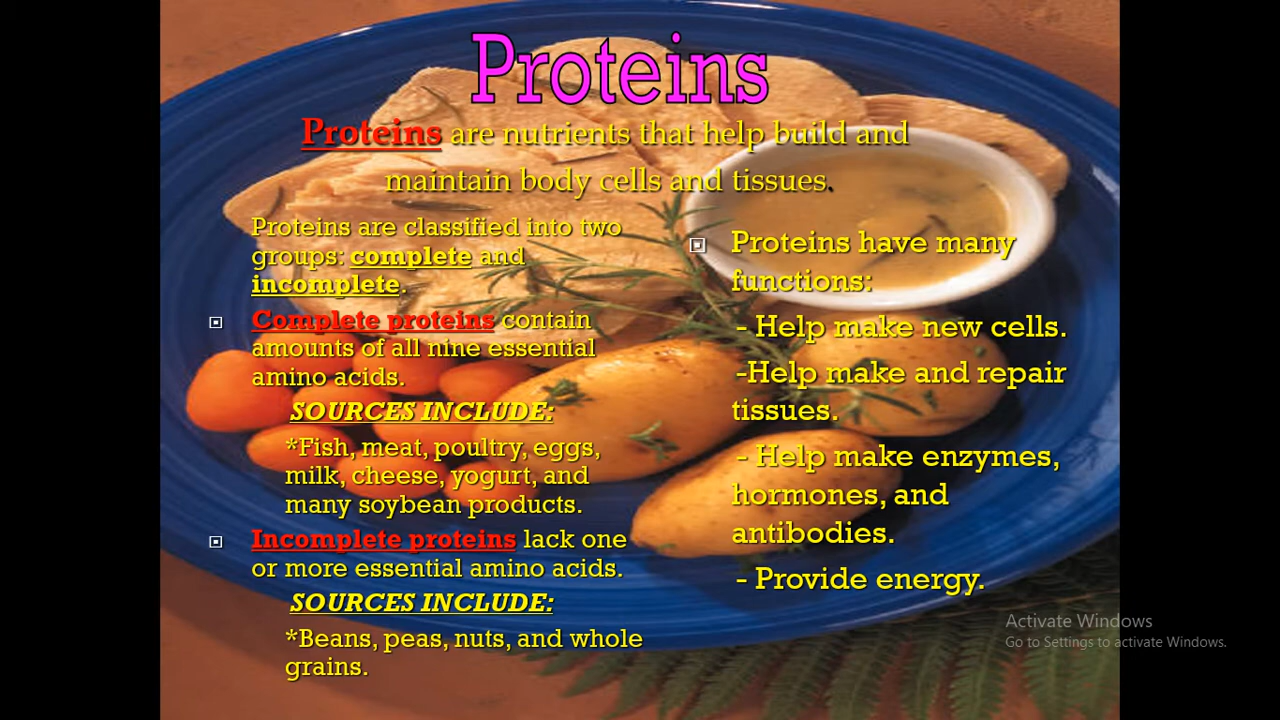 Proteins
Proteins are nutrients that help build and
maintain body cells and tissues.
Proteins are classified into two
groups: complete and
incomplete.
Complete proteins contain
amounts of all nine essential
amino acids.
SOURCES INCLUDE:
*Fish, meat, poultry, eggs,
milk, cheese, yogurt, and
many soybean products.
Incomplete proteins lack one
or more essential amino acids.
SOURCES INCLUDE:
*Beans, peas, nuts, and whole
grains.
Proteins have many
functions:
- Help make new cells.
-Help make and repair
tissues.
- Help make enzymes,
hormones, and
antibodies.
- Provide energy.
Activate Windows
Go to Settings to activate Windows.